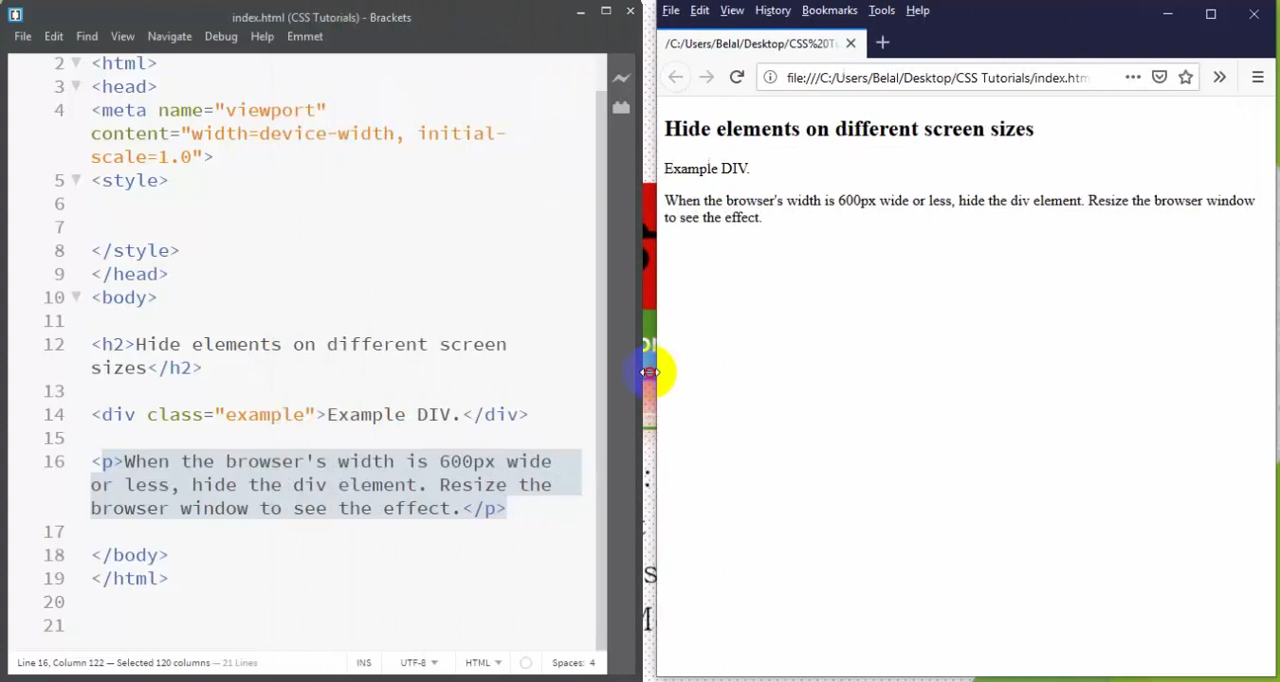 index.html (CSS Tutorials) - Brackets
File Edit Find View Navigate Debug Help Emmet
2 <html>
3 <head>
4 <meta name="viewport"
content="width=device-width, initial-
scale=1.0">
5 <style>
6
7
8 </style>
9 </head>
10 <body>
11
12 <h2>Hide elements on different screen
sizes</h2>
13
14 <div class="example">Example DIV.</div>
15
16 <p>When the browser's width is 600px wide
or less, hide the div element. Resize the
browser window to see the effect.</p>
17
18 </body>
19 </html>
20
21
Line 16, Column 122 — Selected 120 columns — 21 Lines
INS UTF-8 HTML Spaces: 4
File Edit View History Bookmarks Tools Help
/C:/Users/Belal/Desktop/CSS%20Tu
file:///C:/Users/Belal/Desktop/CSS Tutorials/index.htm
Hide elements on different screen sizes
Example DIV.
When the browser's width is 600px wide or less, hide the div element. Resize the browser window
to see the effect.